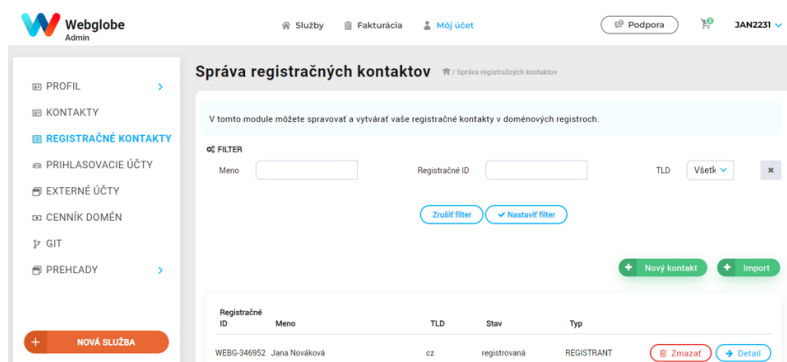 Webglobe
Admin
Služby
Fakturácia
Môj účet
Podpora
2
JAN2231
PROFIL
KONTAKTY
REGISTRAČNÉ KONTAKTY
PRIHLASOVACIE ÚČTY
EXTERNÉ ÚČTY
CENNÍK DOMÉN
GIT
PREHĽADY
+ NOVÁ SLUŽBA
Správa registračných kontaktov
/ Správa registračných kontaktov
V tomto module môžete spravovať a vytvárať vaše registračné kontakty v doménových registroch.
FILTER
Meno
Registračné ID
TLD
Všetk
Zrušiť filter
Nastaviť filter
+ Nový kontakt
+ Import
Registračné ID
Meno
TLD
Stav
Typ
WEBG-346952 Jana Nováková cz registrovaná REGISTRANT Zmazať Detail